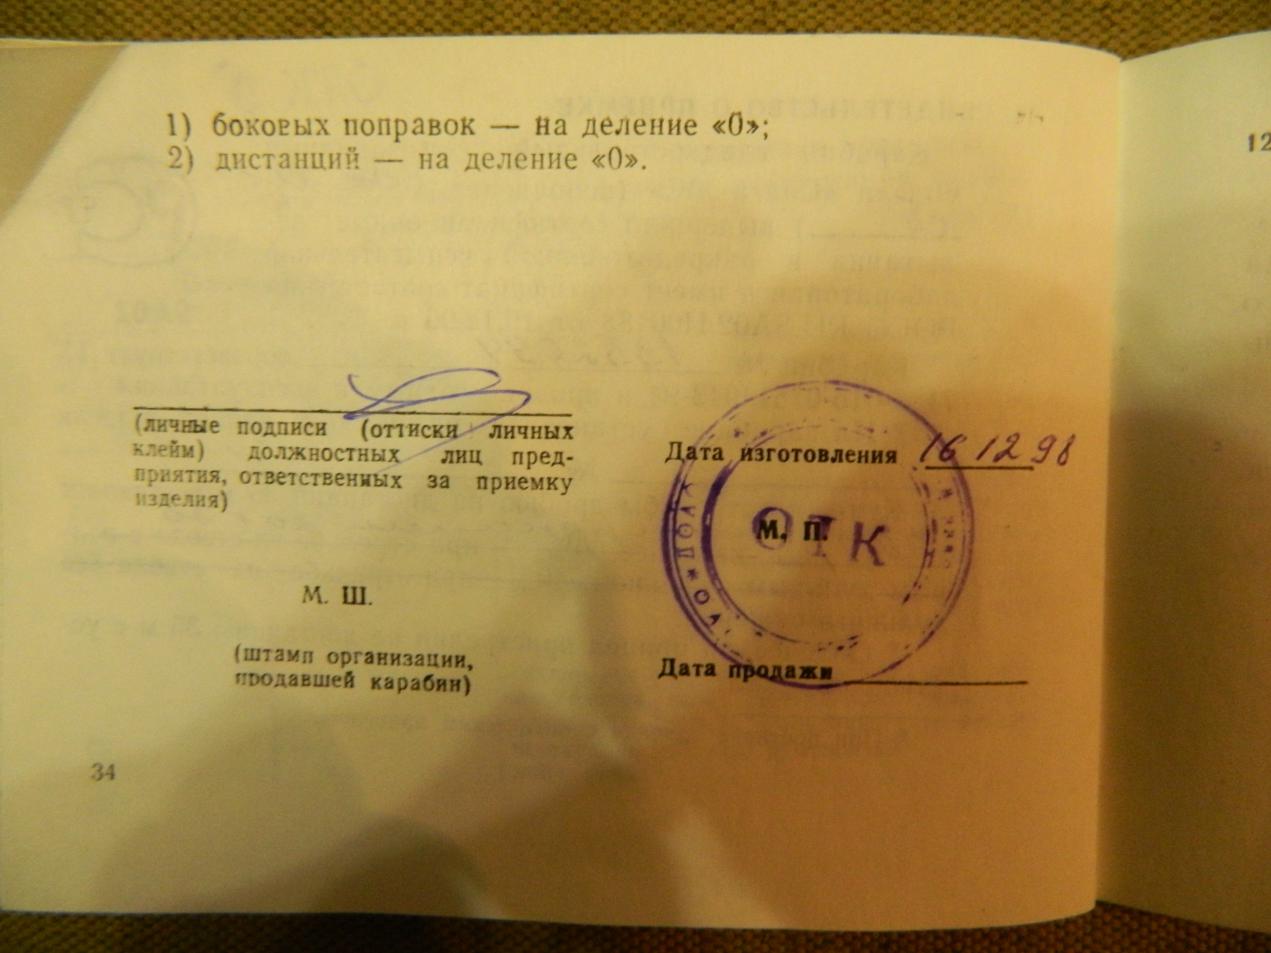 1) боковых поправок — на деление «0»;
2) дистанций — на деление «0».
(личные подписи (оттиски личных
клейм) должностных лиц пред-
приятия, ответственных за приемку
изделия)
Дата изготовления 16 12 98
М. П.
ОТК
М. Ш.
(штамп организации,
продавшей карабин)
Дата продажи
34
12